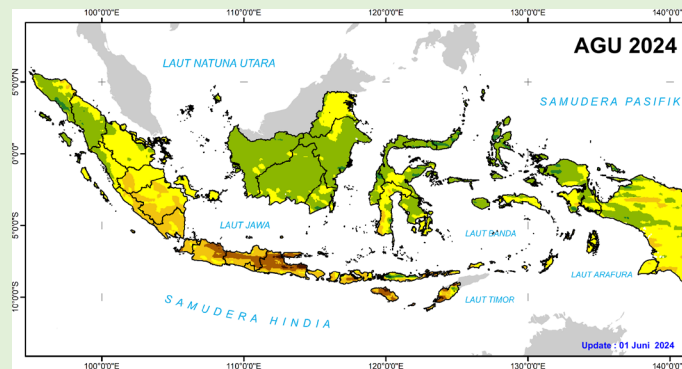 100°0'0"E 110°0'0"E 120°0'0"E 130°0'0"E 140°0'0"E
AGU 2024
LAUT NATUNA UTARA
5°0'0"N
SAMUDERA PASIFIK
0°0'0"
5°0'0"S
LAUT JAWA
LAUT BANDA
LAUT ARAFURA
10°0'0"S
SAMUDERA HINDIA
LAUT TIMOR
Update : 01 Juni 2024
100°0'0"E 110°0'0"E 120°0'0"E 130°0'0"E 140°0'0"E